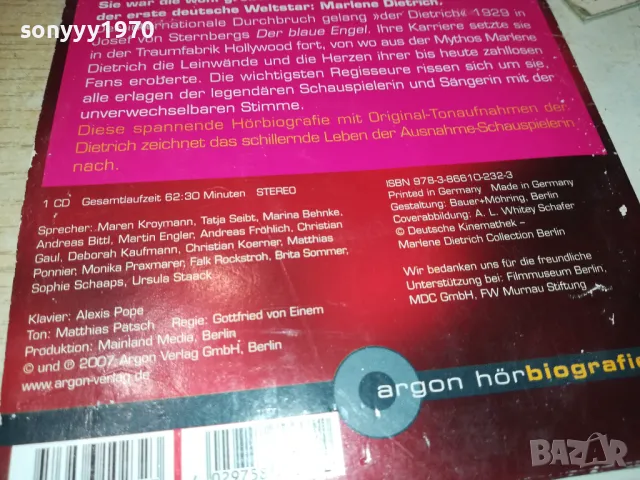 Sie war die wohl
der erste deutsche Weltstar: Marlene Dietrich.
internationale Durchbruch gelang »der Dietrich« 1929 in
Josef von Sternbergs Der blaue Engel. Ihre Karriere setzte sie
in der Traumfabrik Hollywood fort, von wo aus der Mythos Marlene
Dietrich die Leinwände und die Herzen ihrer bis heute zahllosen
Fans eroberte. Die wichtigsten Regisseure rissen sich um sie,
alle erlagen der legendären Schauspielerin und Sängerin mit der
unverwechselbaren Stimme.
Diese spannende Hörbiografie mit Original-Tonaufnahmen der
Dietrich zeichnet das schillernde Leben der Ausnahme-Schauspielerin
nach.
1 CD Gesamtlaufzeit 62:30 Minuten STEREO
Sprecher: Maren Kroymann, Tatja Seibt, Marina Behnke,
Andreas Bittl, Martin Engler, Andreas Fröhlich, Christian
Gaul, Deborah Kaufmann, Christian Koerner, Matthias
Ponnier, Monika Praxmarer, Falk Rockstroh, Brita Sommer,
Sophie Schaaps, Ursula Staack
Klavier: Alexis Pope
Ton: Matthias Pätsch Regie: Gottfried von Einem
Produktion: Mainland Media, Berlin
© und ℗ 2007 Argon Verlag GmbH, Berlin
www.argon-verlag.de
ISBN 978-3-86610-232-3
Printed in Germany Made in Germany
Gestaltung: Bauer+Möhring, Berlin
Coverabbildung: A. L. Whitey Schafer
© Deutsche Kinemathek –
Marlene Dietrich Collection Berlin
Wir bedanken uns für die freundliche
Unterstützung bei: Filmmuseum Berlin,
MDC GmbH, FW Murnau Stiftung
argon hörbiografie
sonyyy1970
BAZAR